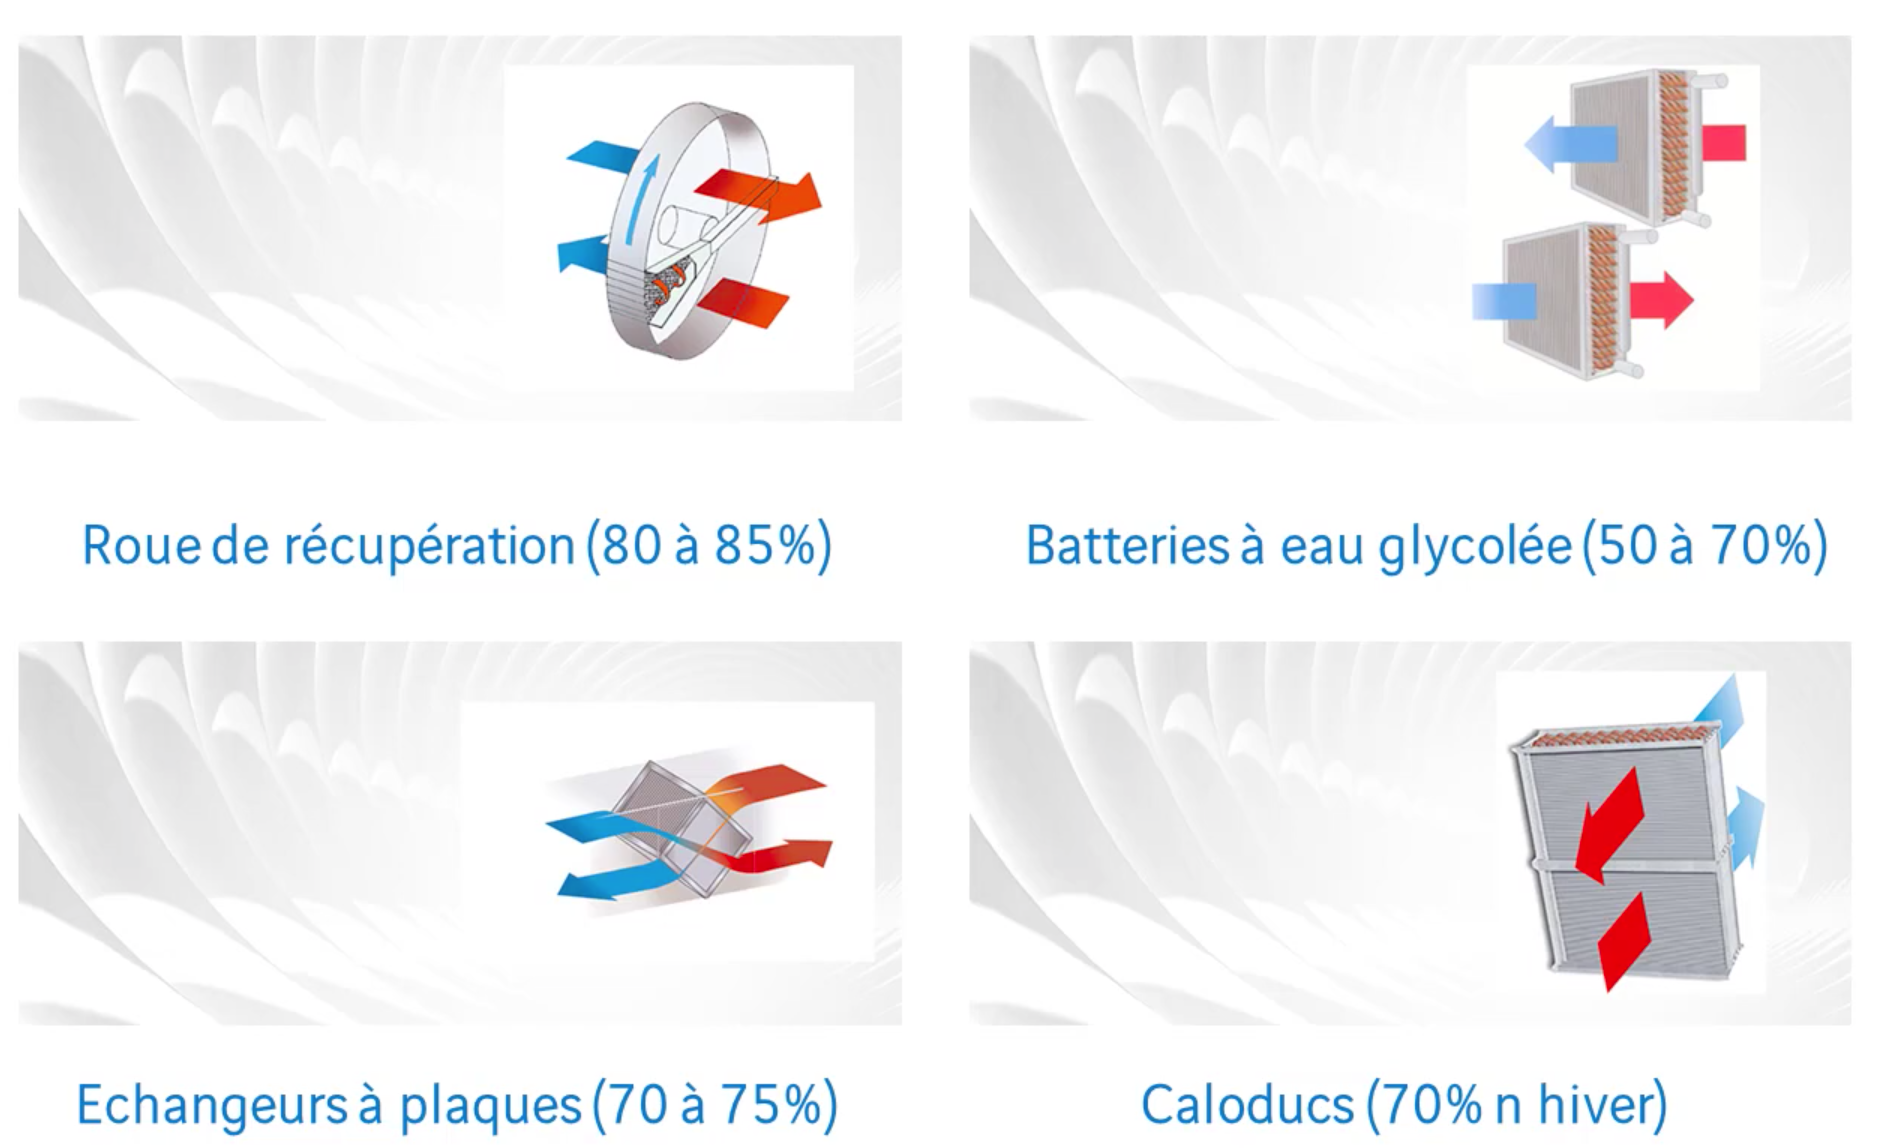 Roue de récupération (80 à 85%)
Batteries à eau glycolée (50 à 70%)
Echangeurs à plaques (70 à 75%)
Caloducs (70% n hiver)